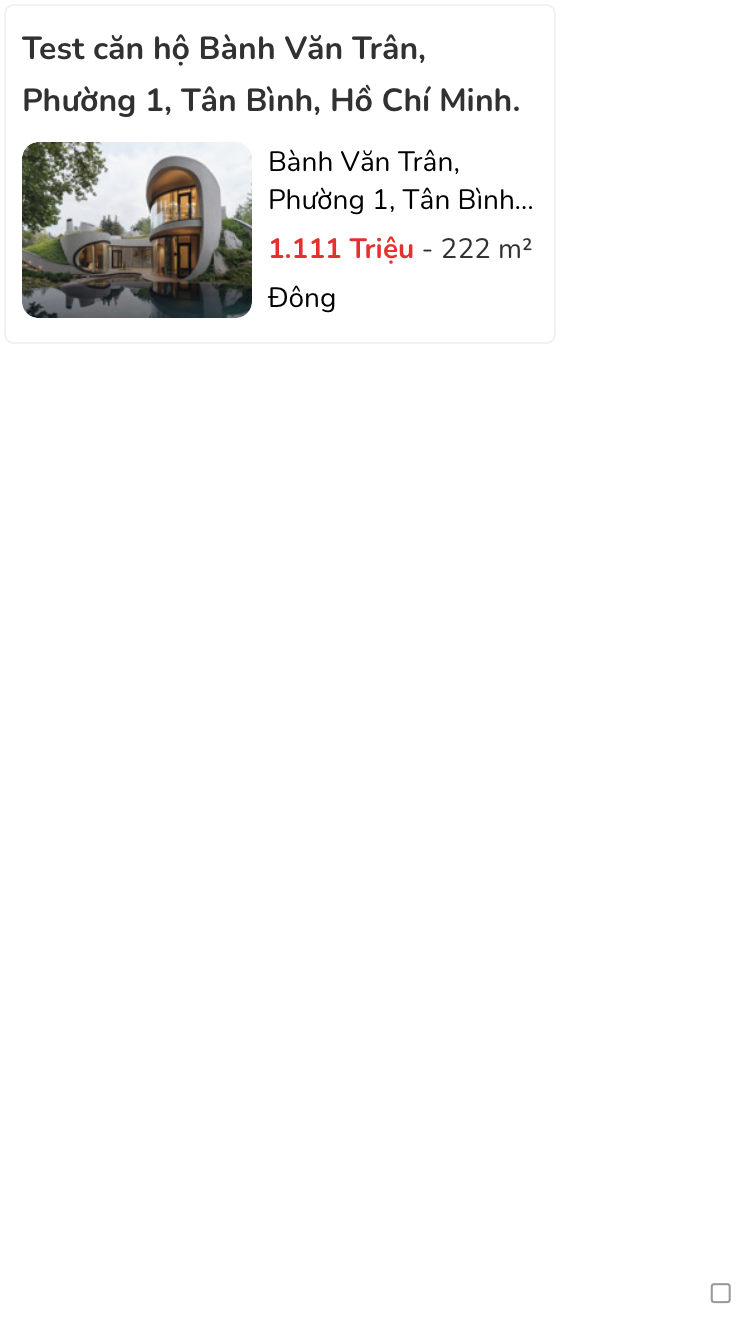 Test căn hộ Bành Văn Trân,
Phường 1, Tân Bình, Hồ Chí Minh.
Bành Văn Trân,
Phường 1, Tân Bình...
1.111 Triệu - 222 m²
Đông